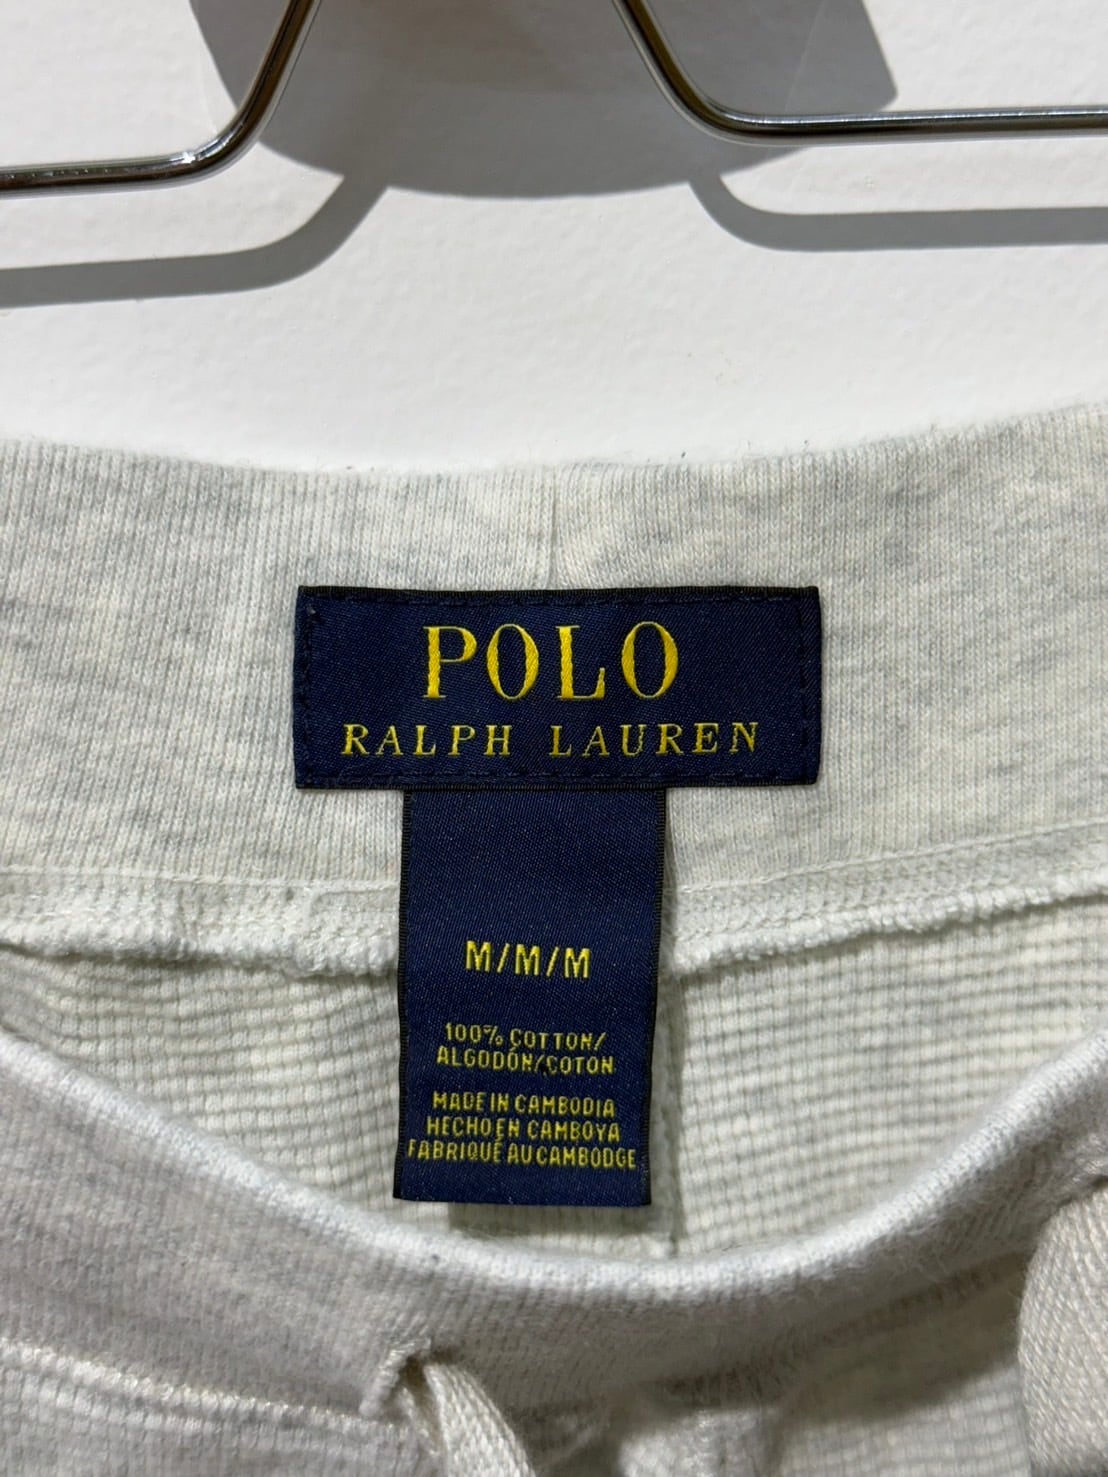 POLO
RALPH LAUREN
M/M/M
100% COTTON/
ALGODÓN/COTON
MADE IN CAMBODIA
HECHO EN CAMBOYA
FABRIQUÉ AU CAMBODGE